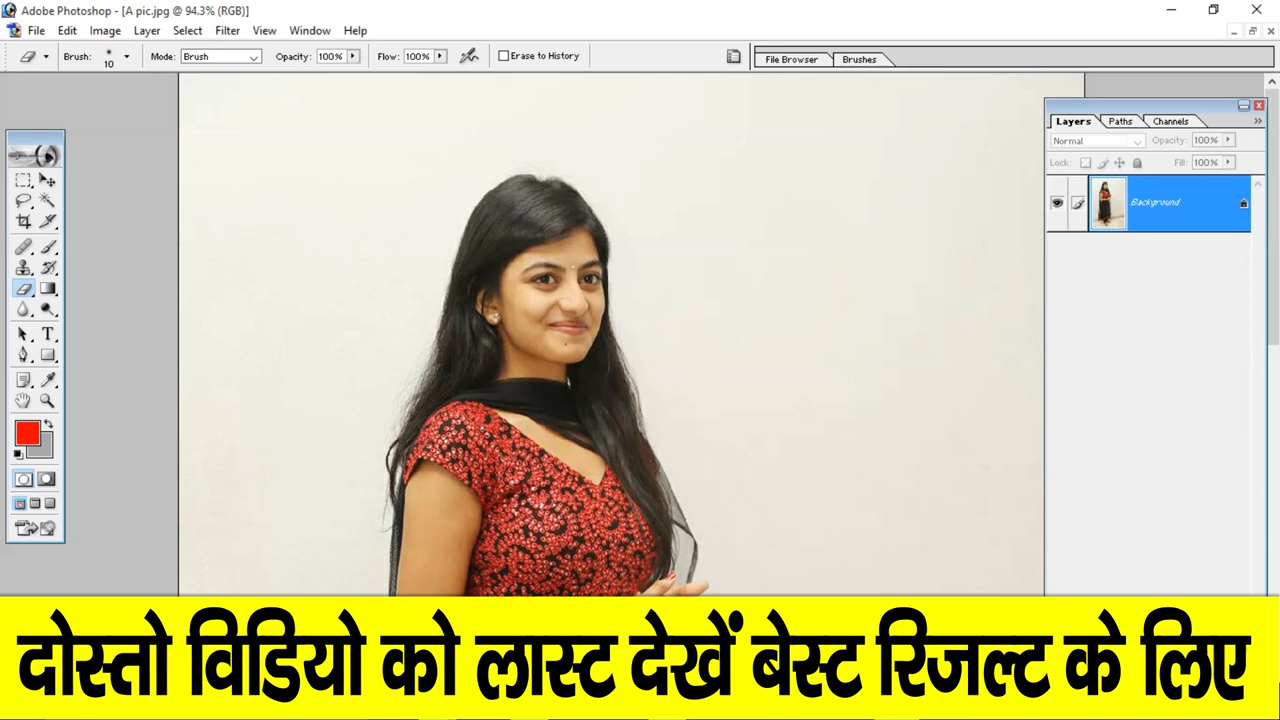 Adobe Photoshop - [A pic.jpg @ 94.3% (RGB)]
File Edit Image Layer Select Filter View Window Help
Brush: 10 Mode: Brush Opacity: 100% Flow: 100% Erase to History File Browser Brushes
Layers Paths Channels
Normal Opacity: 100%
Lock: Fill: 100%
Background
दोस्तो विडियो को लास्ट देखें बेस्ट रिजल्ट के लिए